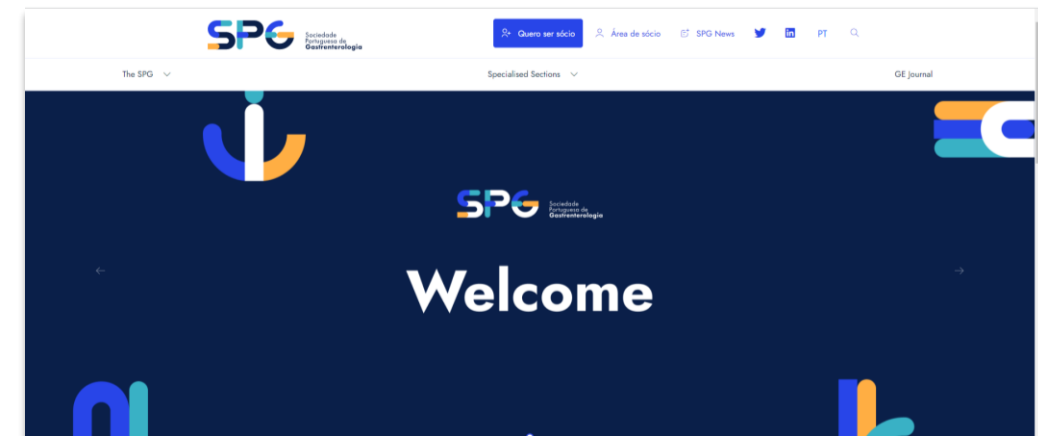 SPG Sociedade
Portuguesa de
Gastrenterologia
Quero ser sócio Área de sócio SPG News in PT
The SPG Specialised Sections GE Journal
SPG Sociedade
Portuguesa de
Gastrenterologia
Welcome